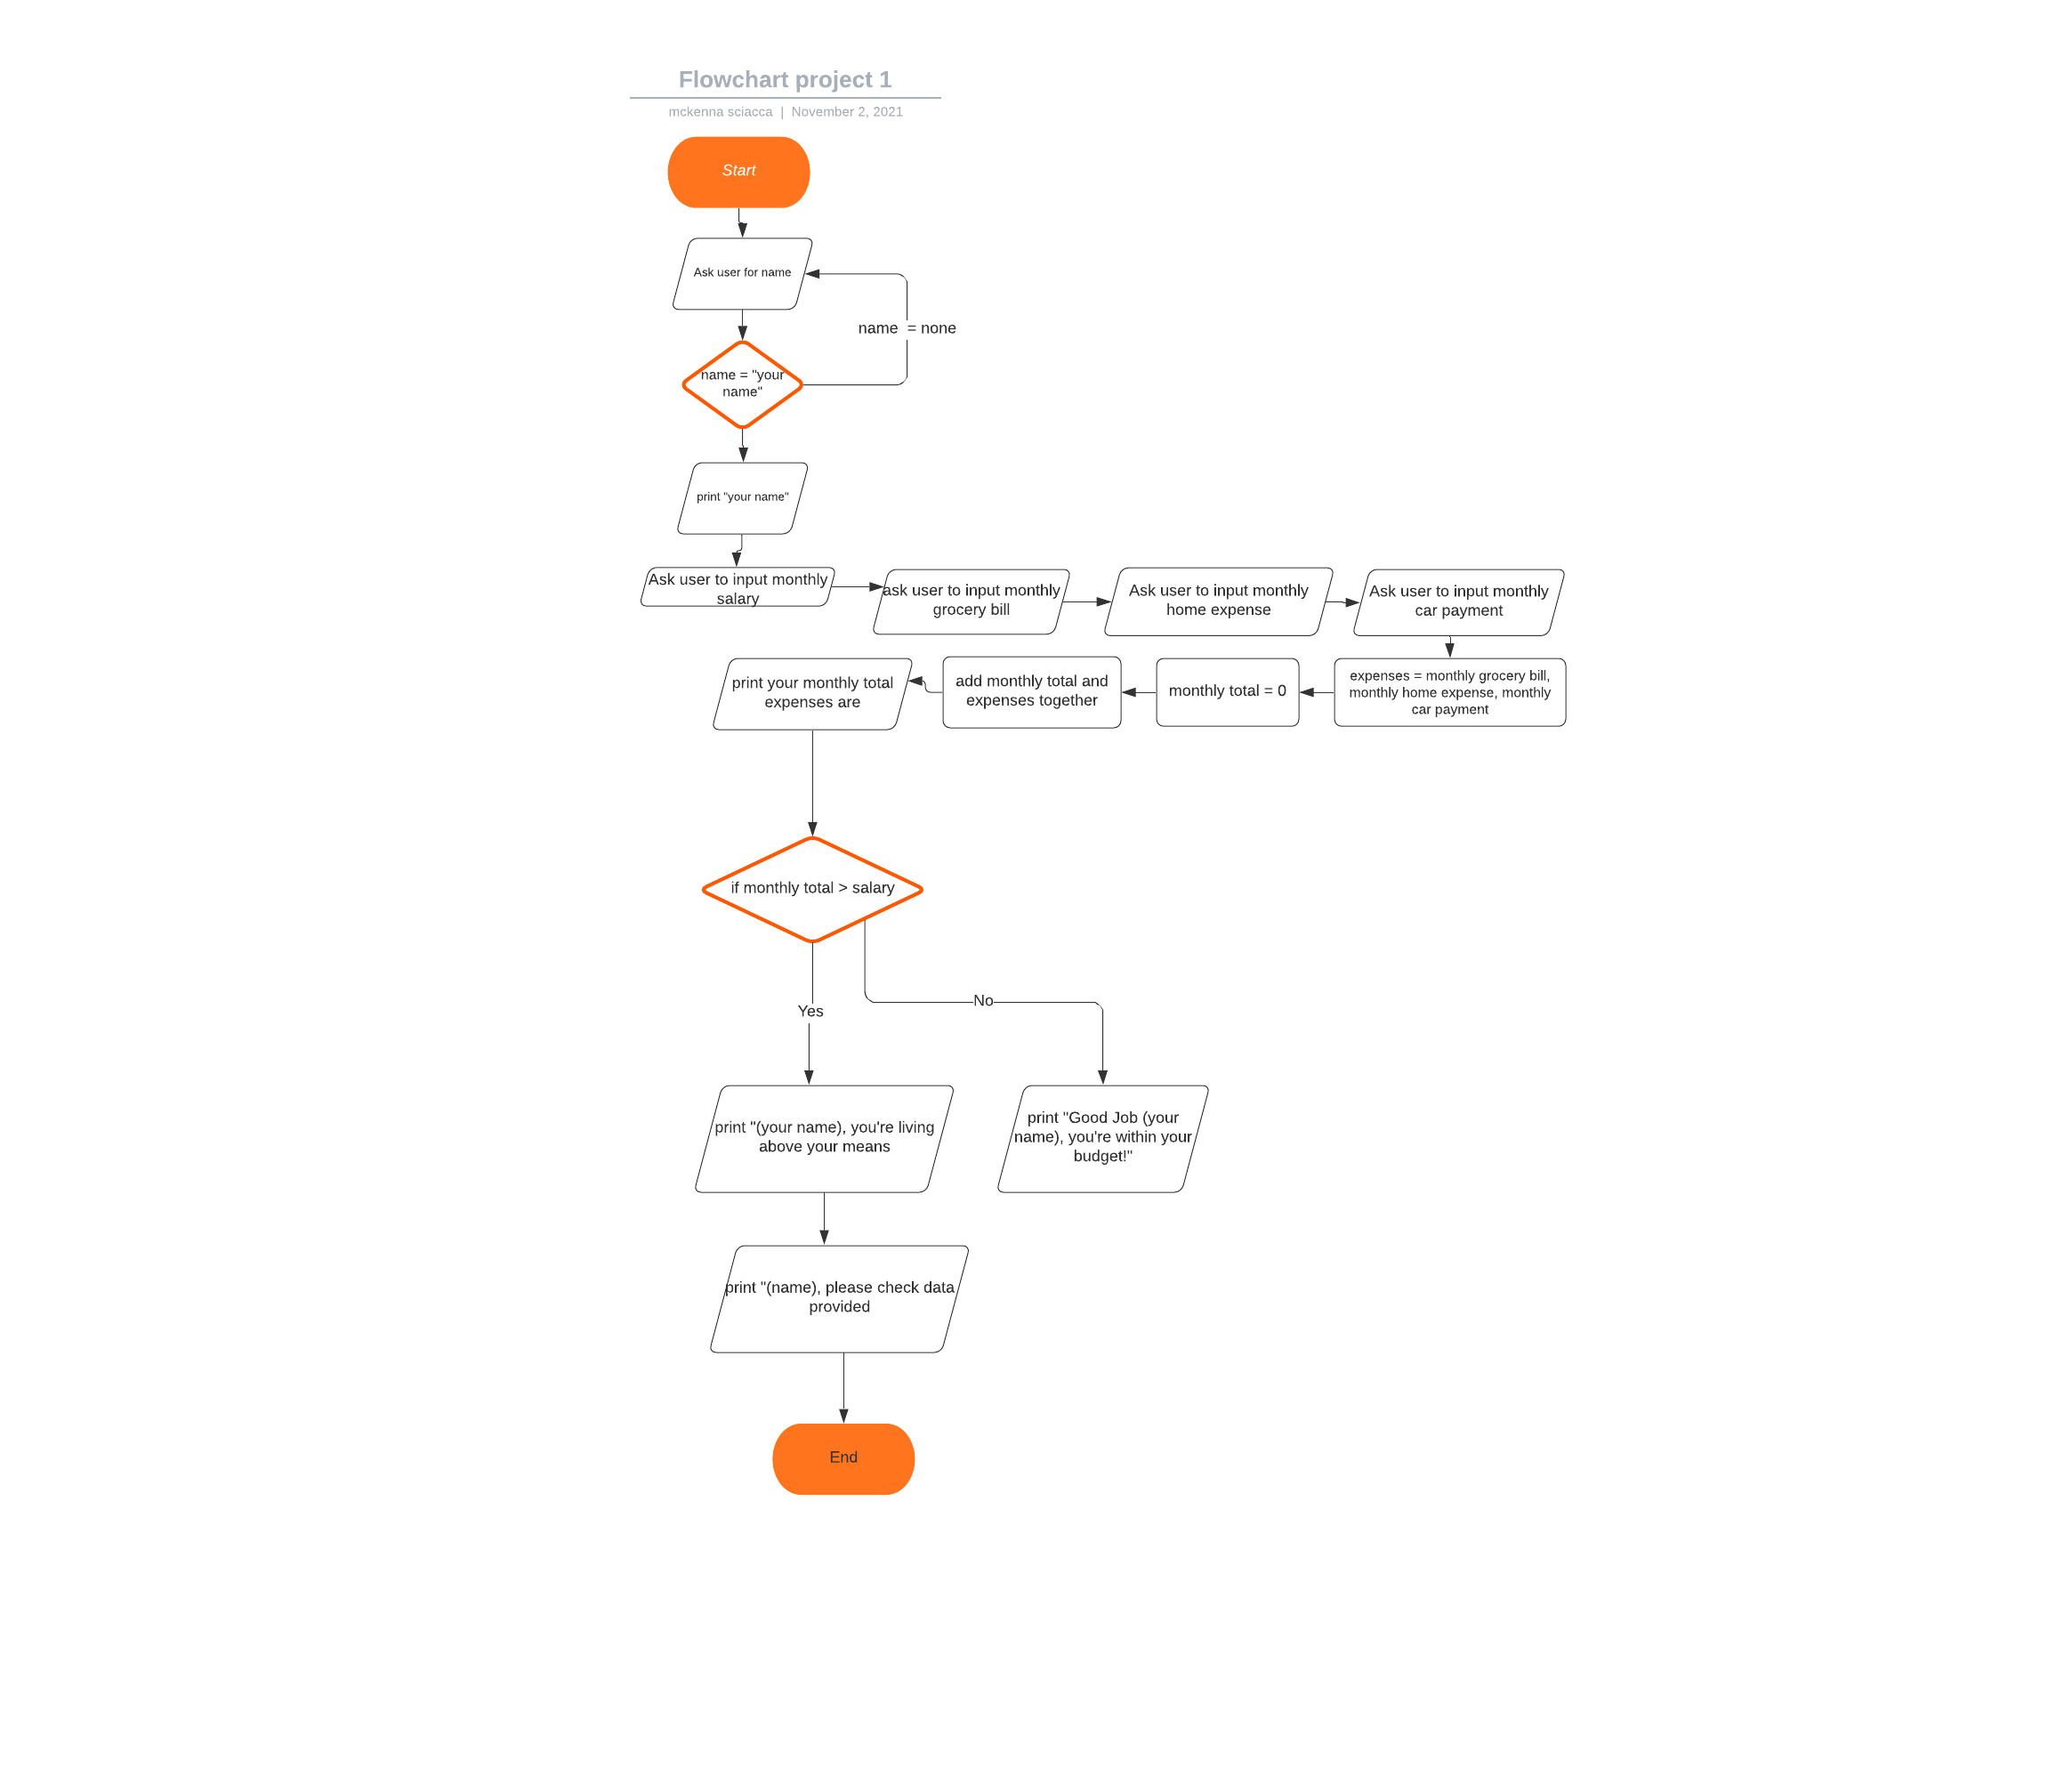 Flowchart project 1
mckenna sciacca | November 2, 2021
Start
Ask user for name
name = none
name = "your
name"
print "your name"
Ask user to input monthly
salary
ask user to input monthly
grocery bill
Ask user to input monthly
home expense
Ask user to input monthly
car payment
expenses = monthly grocery bill,
monthly home expense, monthly
car payment
monthly total = 0
add monthly total and
expenses together
print your monthly total
expenses are
if monthly total > salary
Yes
No
print "(your name), you're living
above your means
print "Good Job (your
name), you're within your
budget!"
print "(name), please check data
provided
End